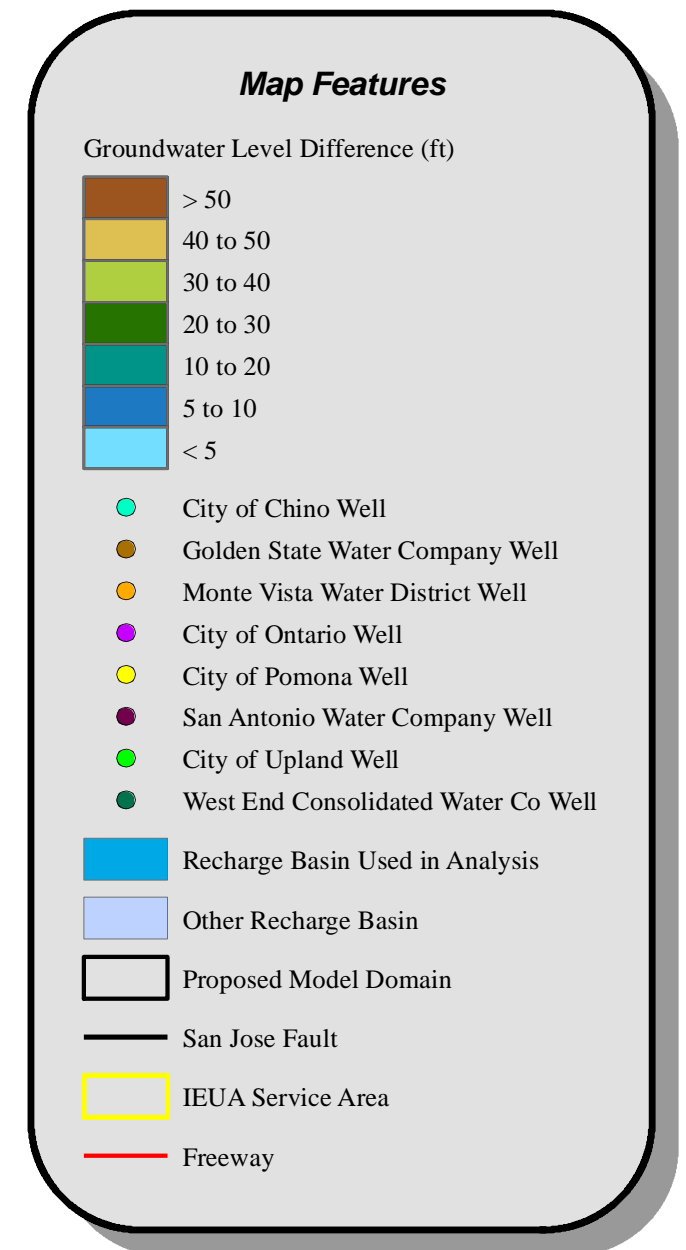 Map Features
Groundwater Level Difference (ft)
> 50
40 to 50
30 to 40
20 to 30
10 to 20
5 to 10
< 5
City of Chino Well
Golden State Water Company Well
Monte Vista Water District Well
City of Ontario Well
City of Pomona Well
San Antonio Water Company Well
City of Upland Well
West End Consolidated Water Co Well
Recharge Basin Used in Analysis
Other Recharge Basin
Proposed Model Domain
San Jose Fault
IEUA Service Area
Freeway